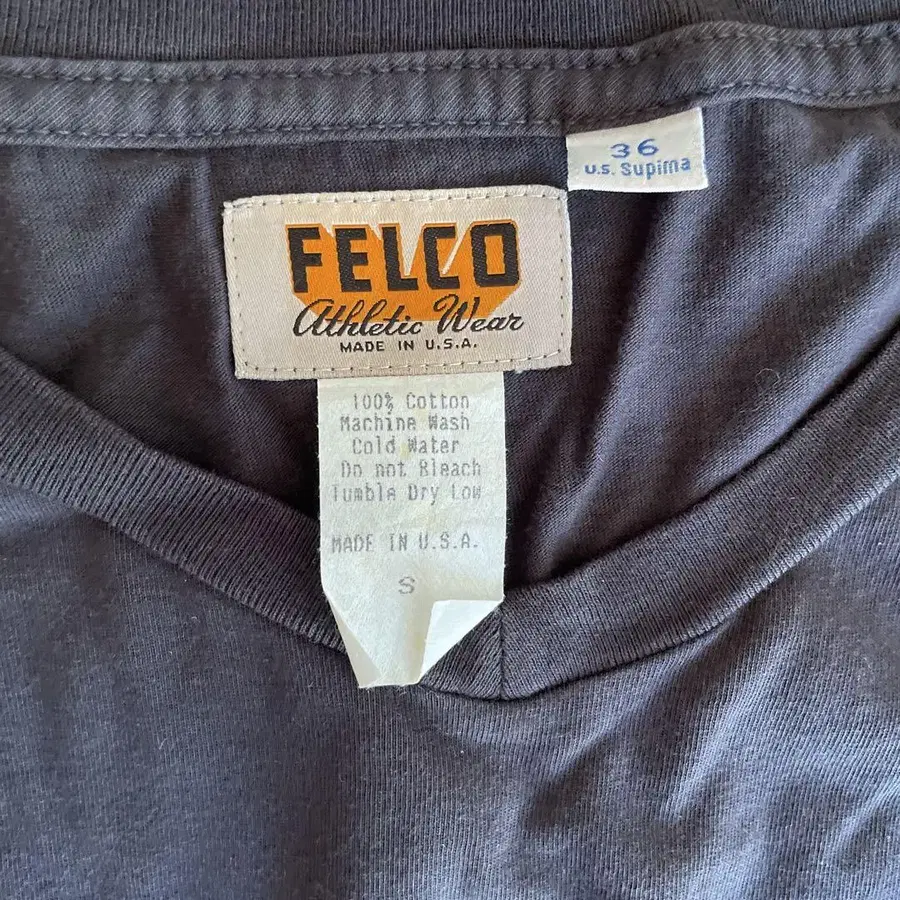 36
U.S. Supima
FELCO
Athletic Wear
MADE IN U.S.A.
100% Cotton
Machine Wash
Cold Water
Do not Bleach
Tumble Dry Low
MADE IN U.S.A.
S